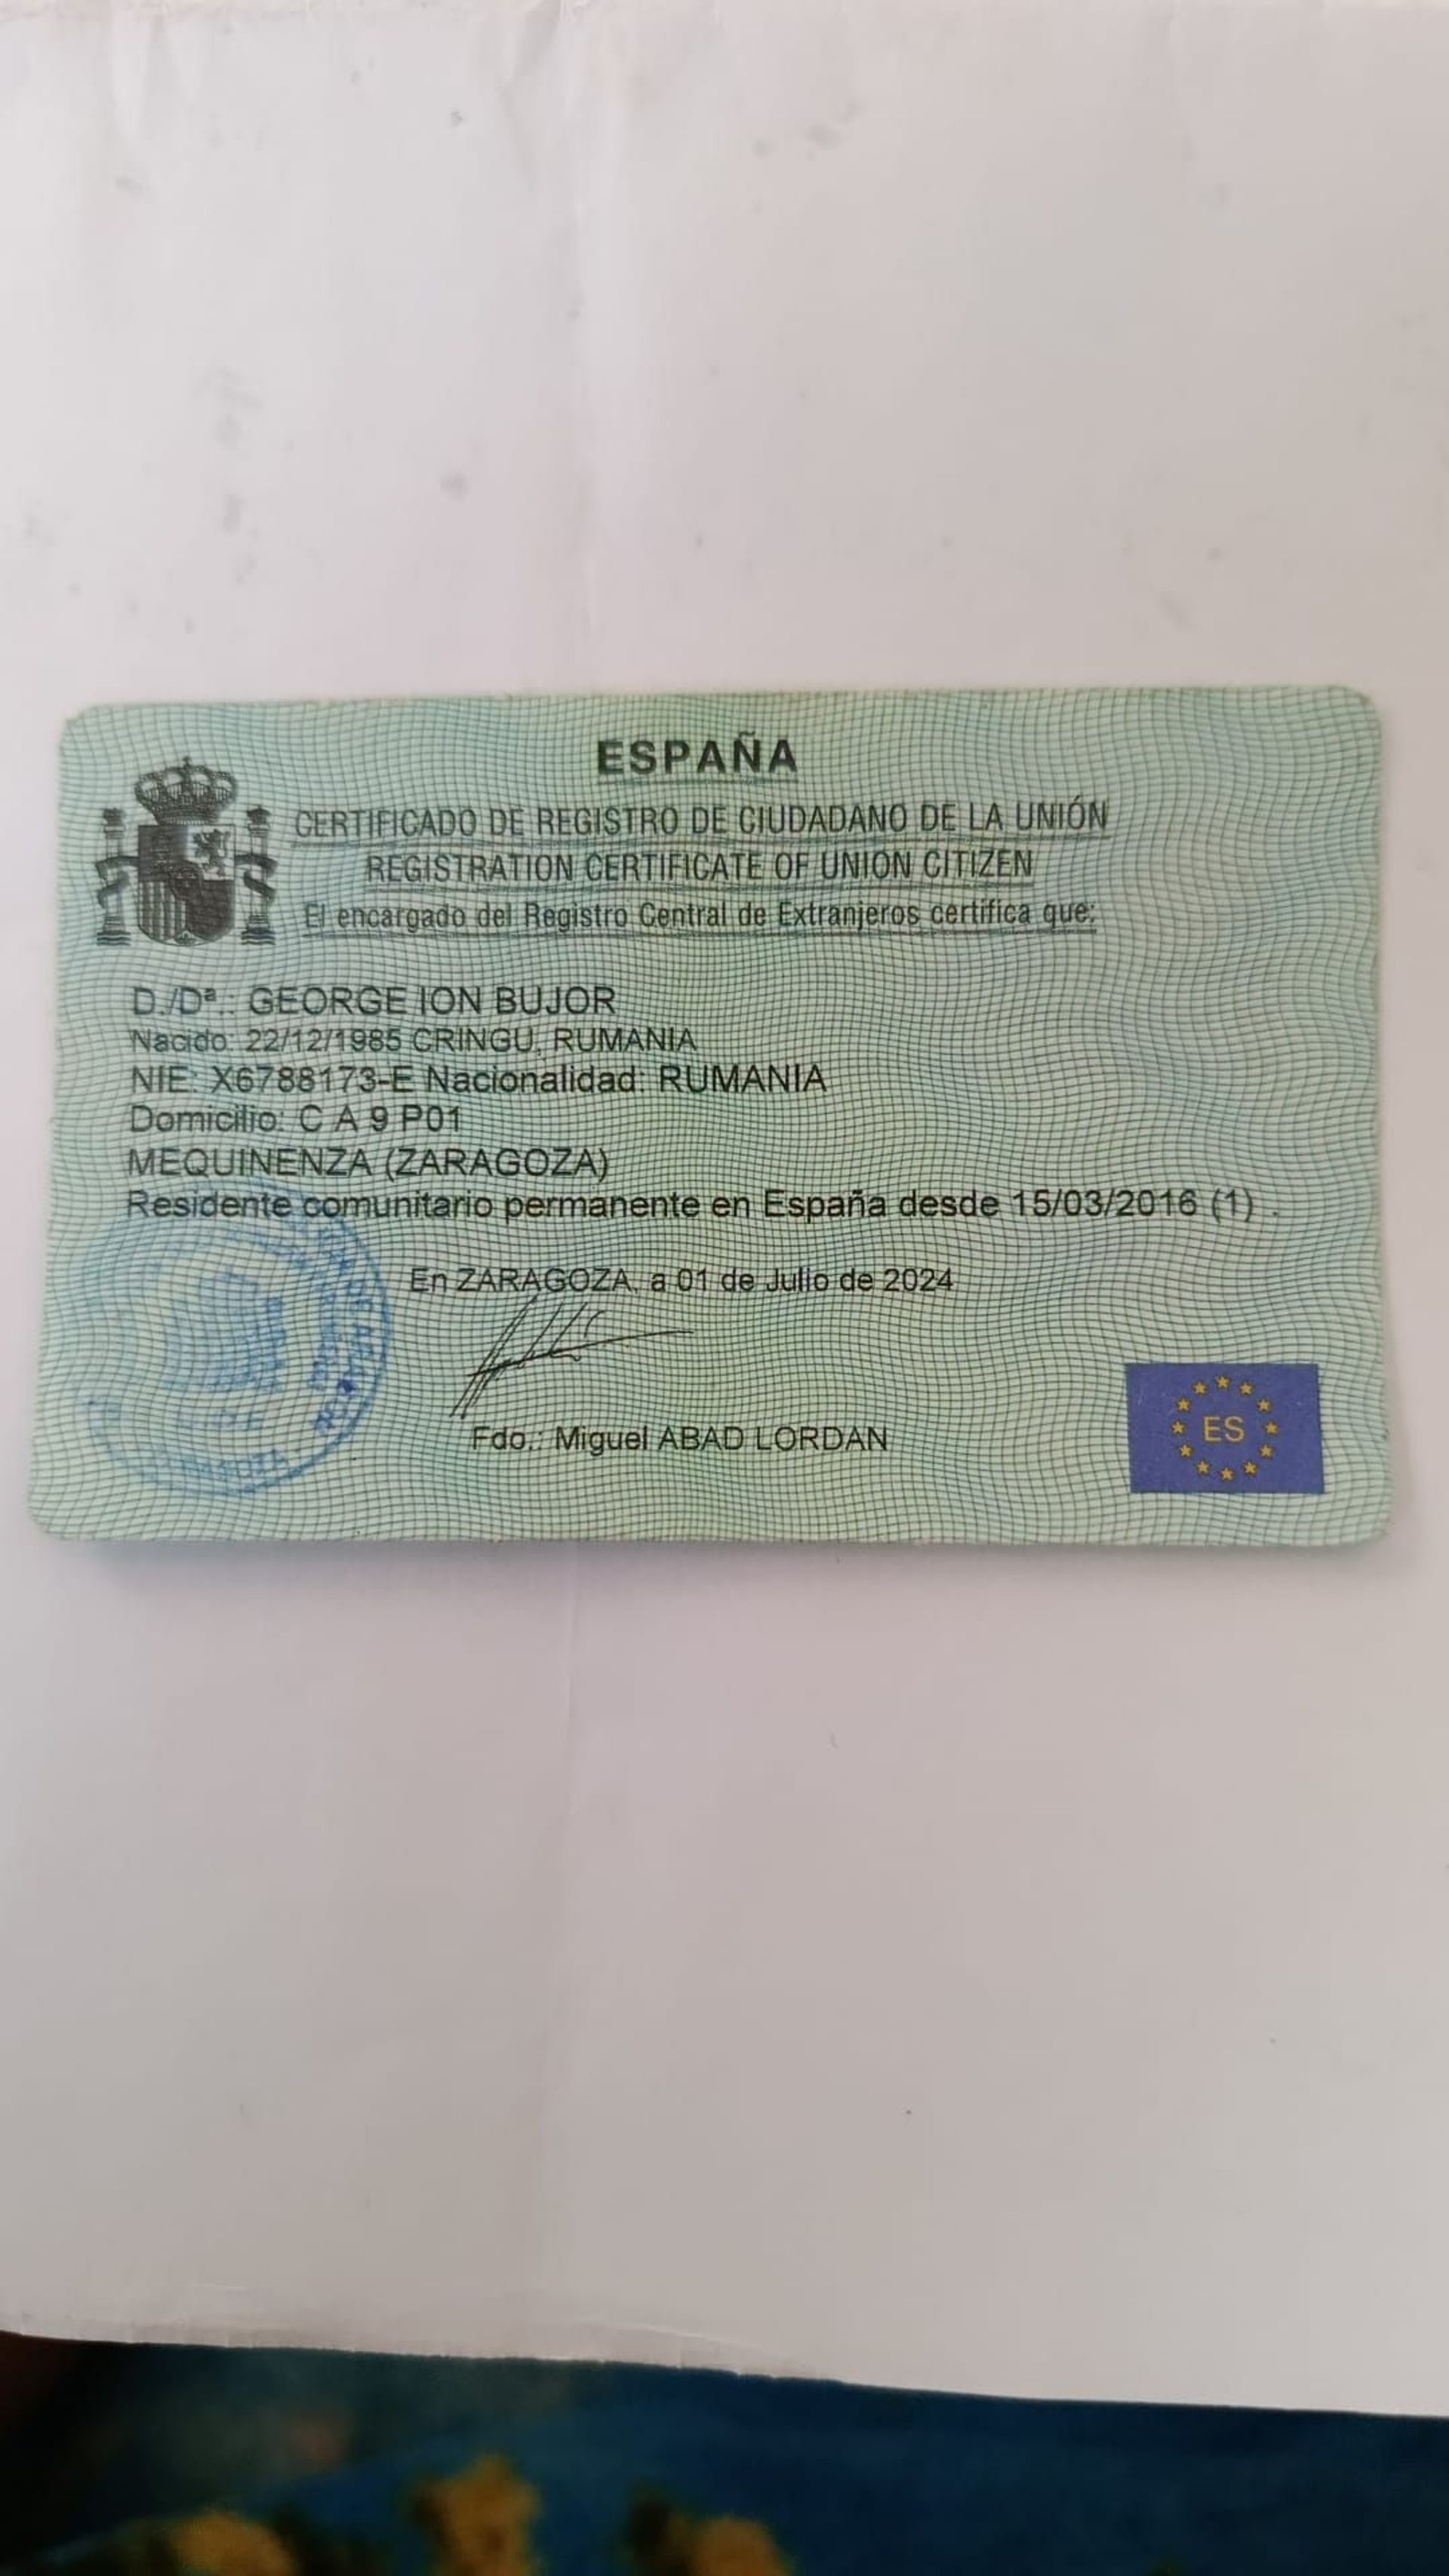 ESPAÑA
CERTIFICADO DE REGISTRO DE CIUDADANO DE LA UNIÓN
REGISTRATION CERTIFICATE OF UNION CITIZEN
El encargado del Registro Central de Extranjeros certifica que:
D./Dª.: GEORGE ION BUJOR
Nacido: 22/12/1985 CRINGU, RUMANIA
NIE: X6788173-E Nacionalidad: RUMANIA
Domicilio: C A 9 P01
MEQUINENZA (ZARAGOZA)
Residente comunitario permanente en España desde 15/03/2016 (1) .
En ZARAGOZA, a 01 de Julio de 2024
Fdo.: Miguel ABAD LORDAN
ES